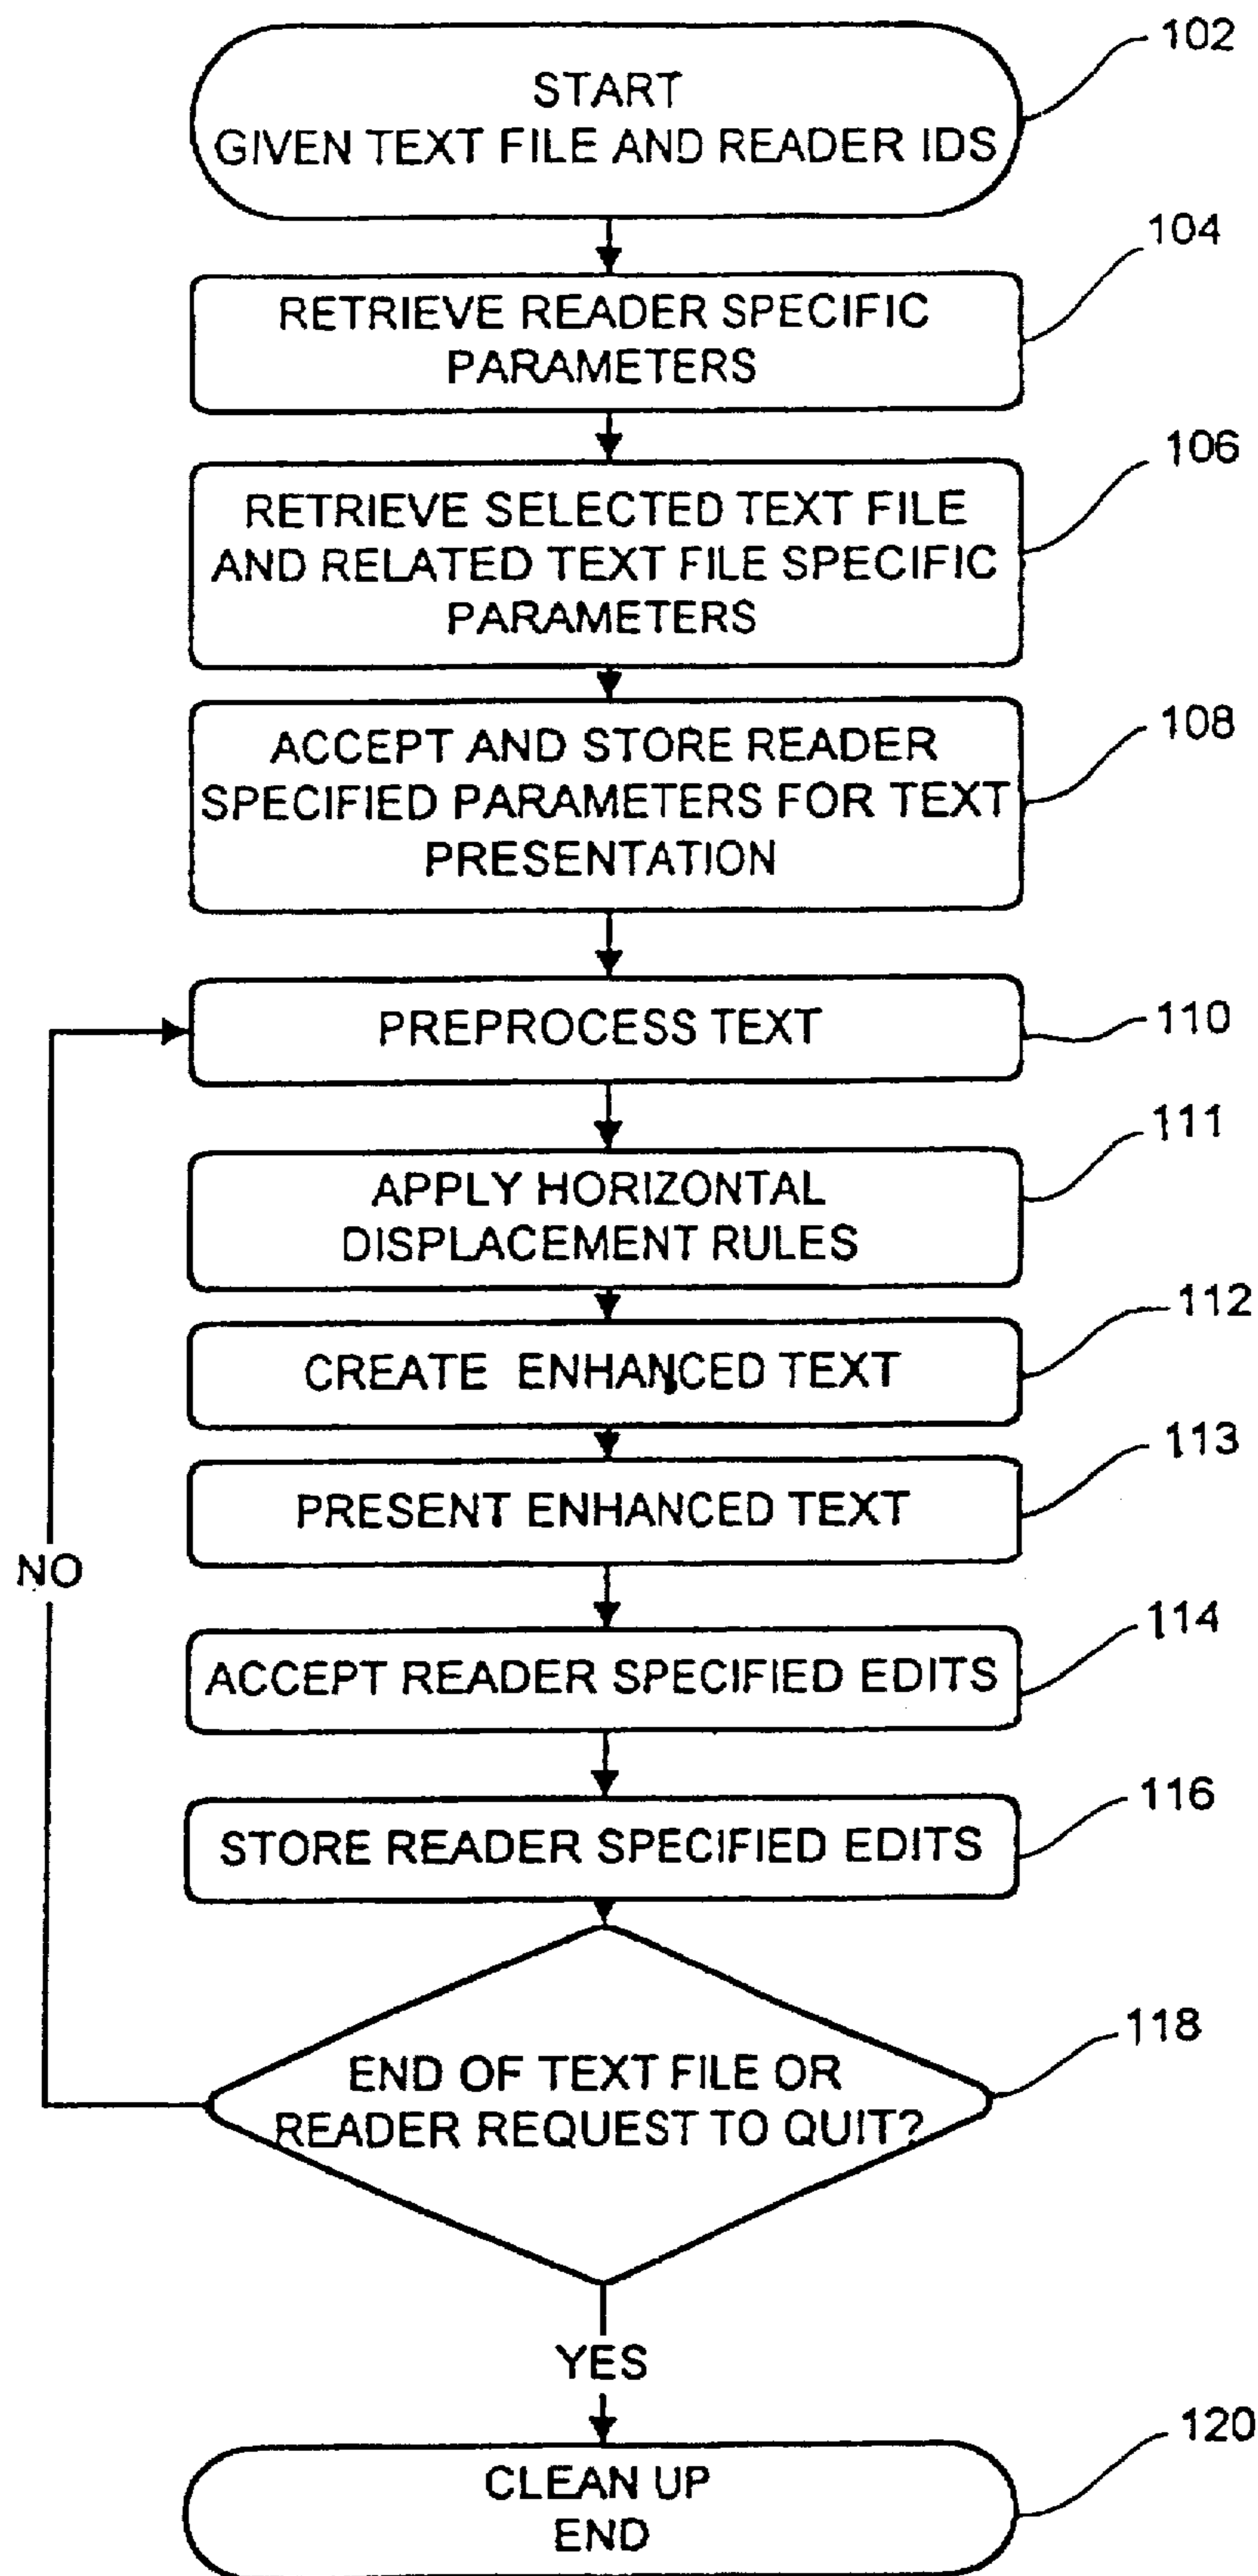 102
START
GIVEN TEXT FILE AND READER IDS
104
RETRIEVE READER SPECIFIC
PARAMETERS
106
RETRIEVE SELECTED TEXT FILE
AND RELATED TEXT FILE SPECIFIC
PARAMETERS
108
ACCEPT AND STORE READER
SPECIFIED PARAMETERS FOR TEXT
PRESENTATION
110
PREPROCESS TEXT
111
APPLY HORIZONTAL
DISPLACEMENT RULES
112
CREATE ENHANCED TEXT
113
PRESENT ENHANCED TEXT
NO
114
ACCEPT READER SPECIFIED EDITS
116
STORE READER SPECIFIED EDITS
118
END OF TEXT FILE OR
READER REQUEST TO QUIT?
YES
120
CLEAN UP
END